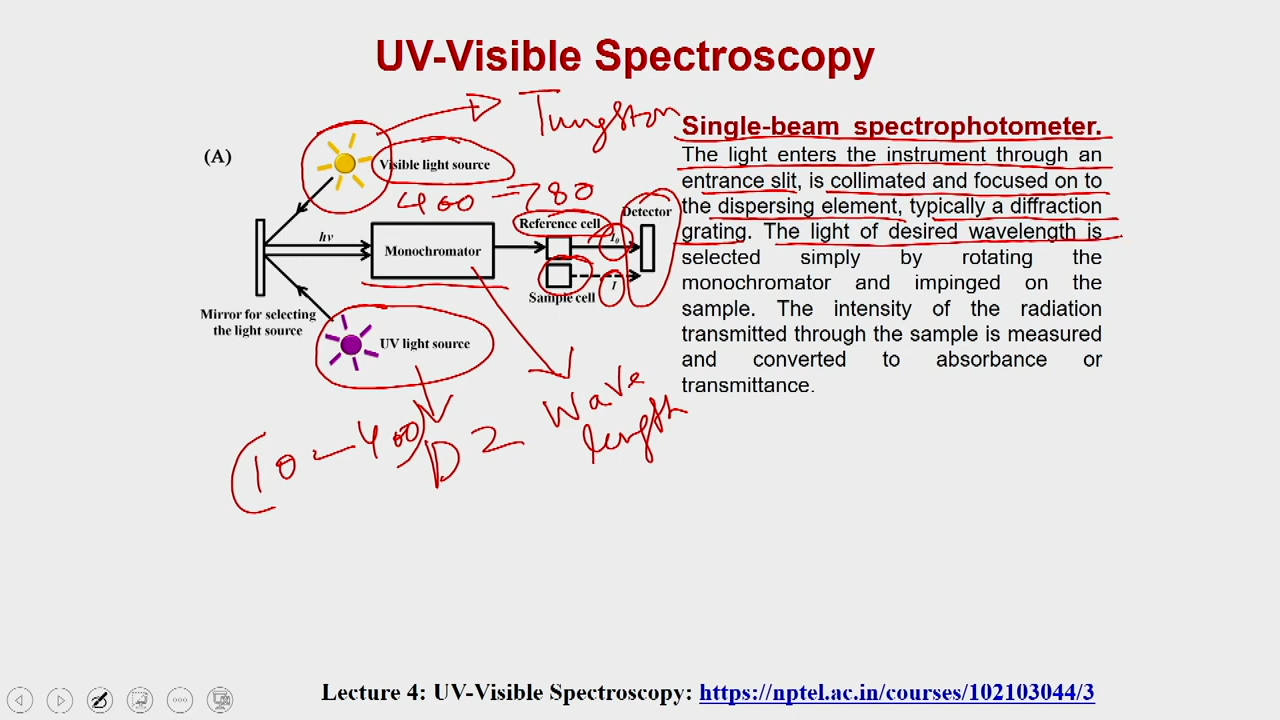 UV-Visible Spectroscopy
Tungston
(A)
Visible light source
400 - 780
Reference cell
Detector
hν
Monochromator
I₀
I
Sample cell
Mirror for selecting
the light source
UV light source
(10 - 400)
D2
Wave
length
Single-beam spectrophotometer.
The light enters the instrument through an
entrance slit, is collimated and focused on to
the dispersing element, typically a diffraction
grating. The light of desired wavelength is
selected simply by rotating the
monochromator and impinged on the
sample. The intensity of the radiation
transmitted through the sample is measured
and converted to absorbance or
transmittance.
Lecture 4: UV-Visible Spectroscopy: https://nptel.ac.in/courses/102103044/3